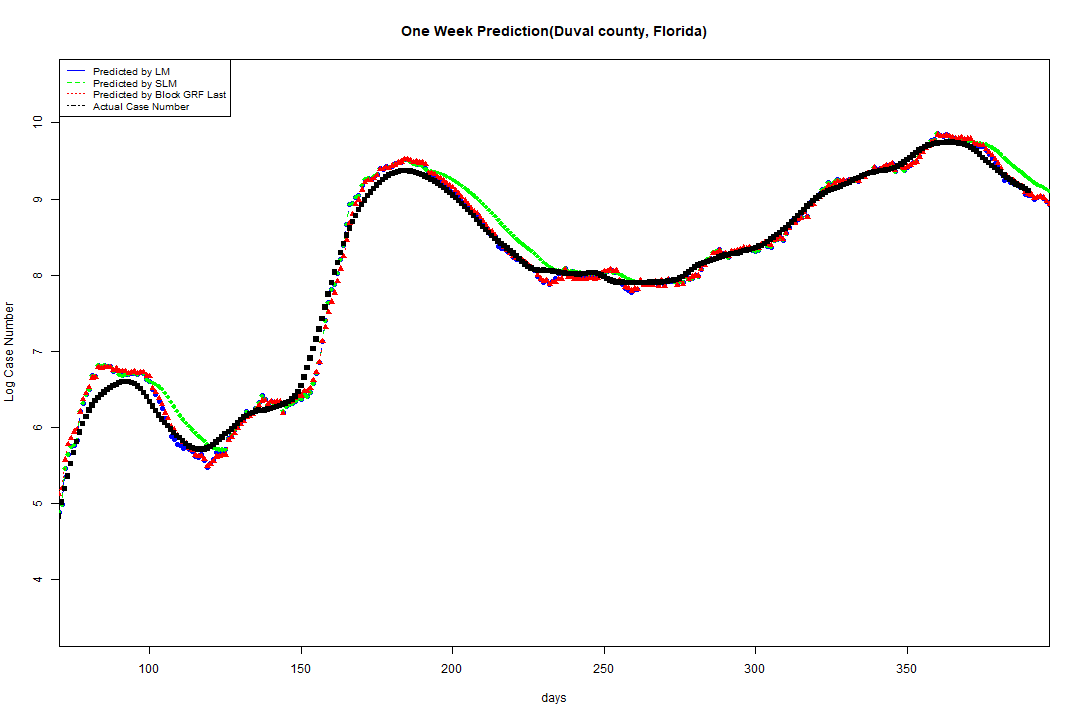 One Week Prediction(Duval county, Florida)
Predicted by LM
Predicted by SLM
Predicted by Block GRF Last
Actual Case Number
Log Case Number
10
9
8
7
6
5
4
100 150 200 250 300 350
days